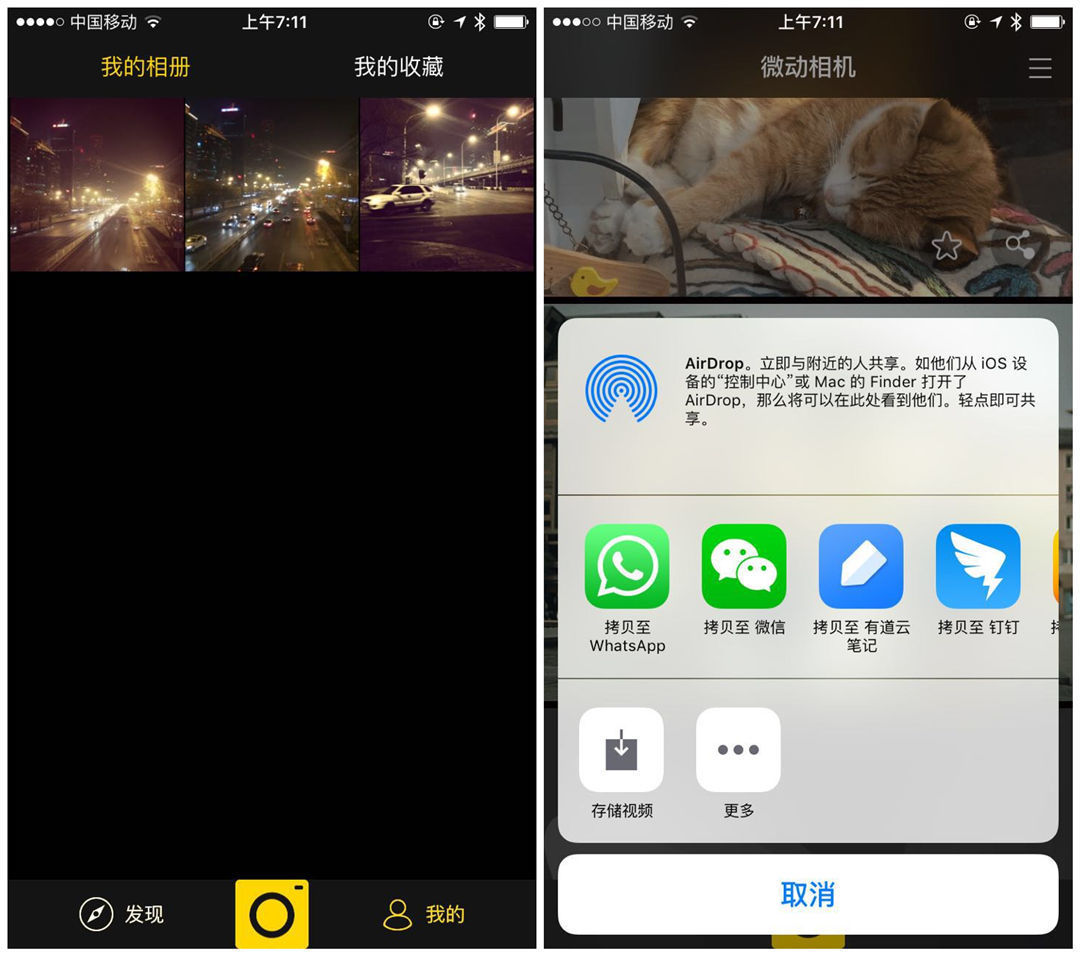 中国移动
上午7:11
我的相册
我的收藏
发现
我的
中国移动
上午7:11
微动相机
AirDrop。立即与附近的人共享。如他们从 iOS 设
备的“控制中心”或 Mac 的 Finder 打开了
AirDrop，那么将可以在此处看到他们。轻点即可共
享。
拷贝至
WhatsApp
拷贝至 微信
拷贝至 有道云
笔记
拷贝至 钉钉
存储视频
更多
取消